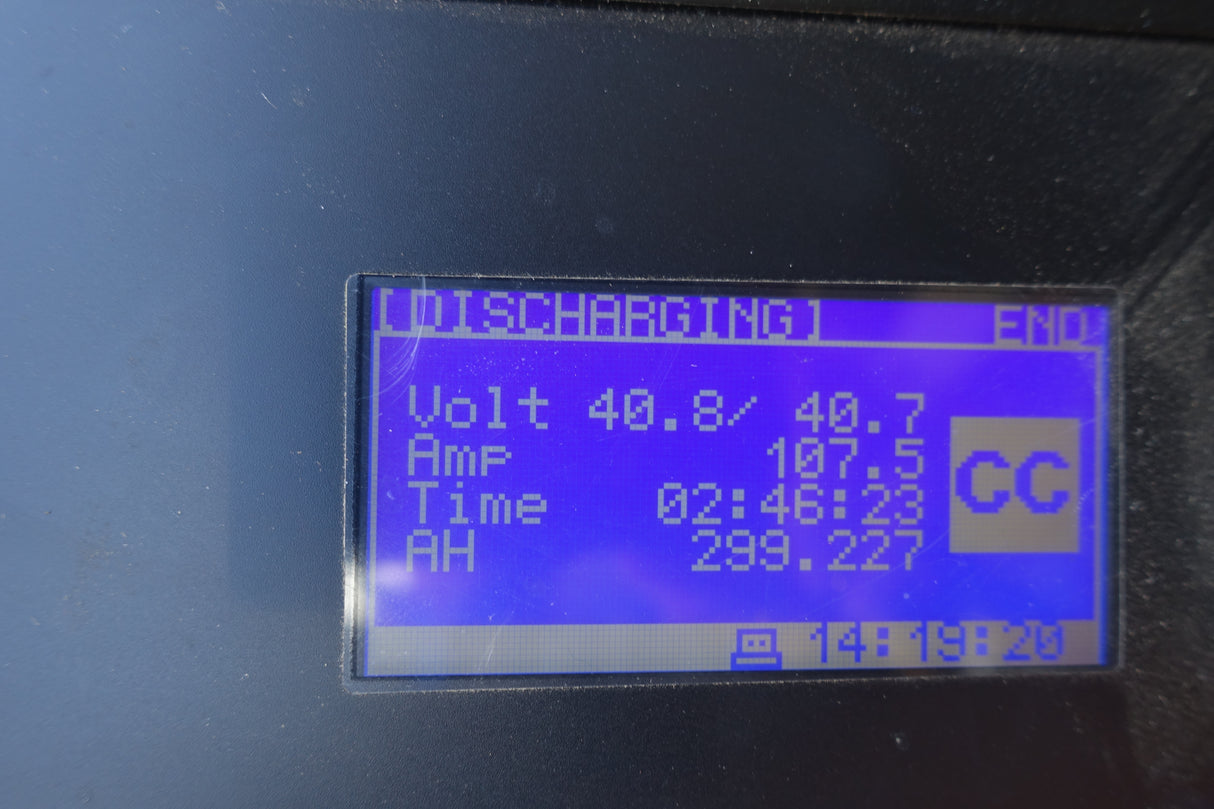 [DISCHARGING] END
Volt 40.8/ 40.7
Amp 107.5
Time 02:46:23
AH 299.227
CC
14:19:20